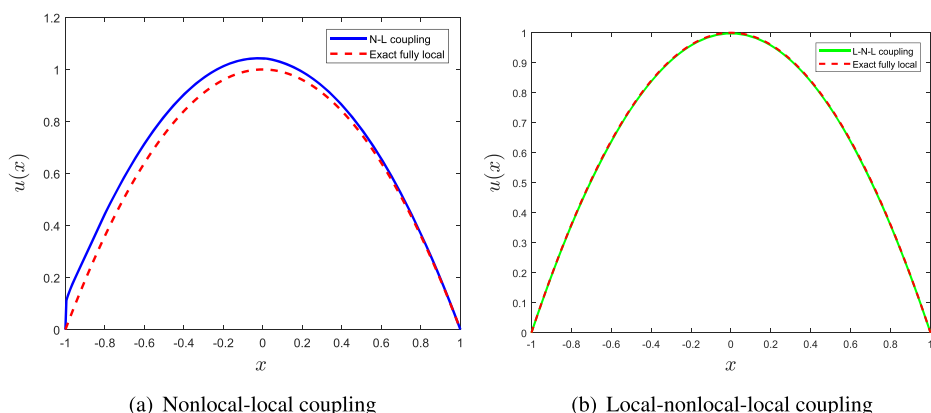 1.2
1
0.8
0.6
0.4
0.2
0
u(x)
-1 -0.8 -0.6 -0.4 -0.2 0 0.2 0.4 0.6 0.8 1
x
N-L coupling
Exact fully local
(a) Nonlocal-local coupling
1
0.9
0.8
0.7
0.6
0.5
0.4
0.3
0.2
0.1
0
u(x)
-1 -0.8 -0.6 -0.4 -0.2 0 0.2 0.4 0.6 0.8 1
x
L-N-L coupling
Exact fully local
(b) Local-nonlocal-local coupling